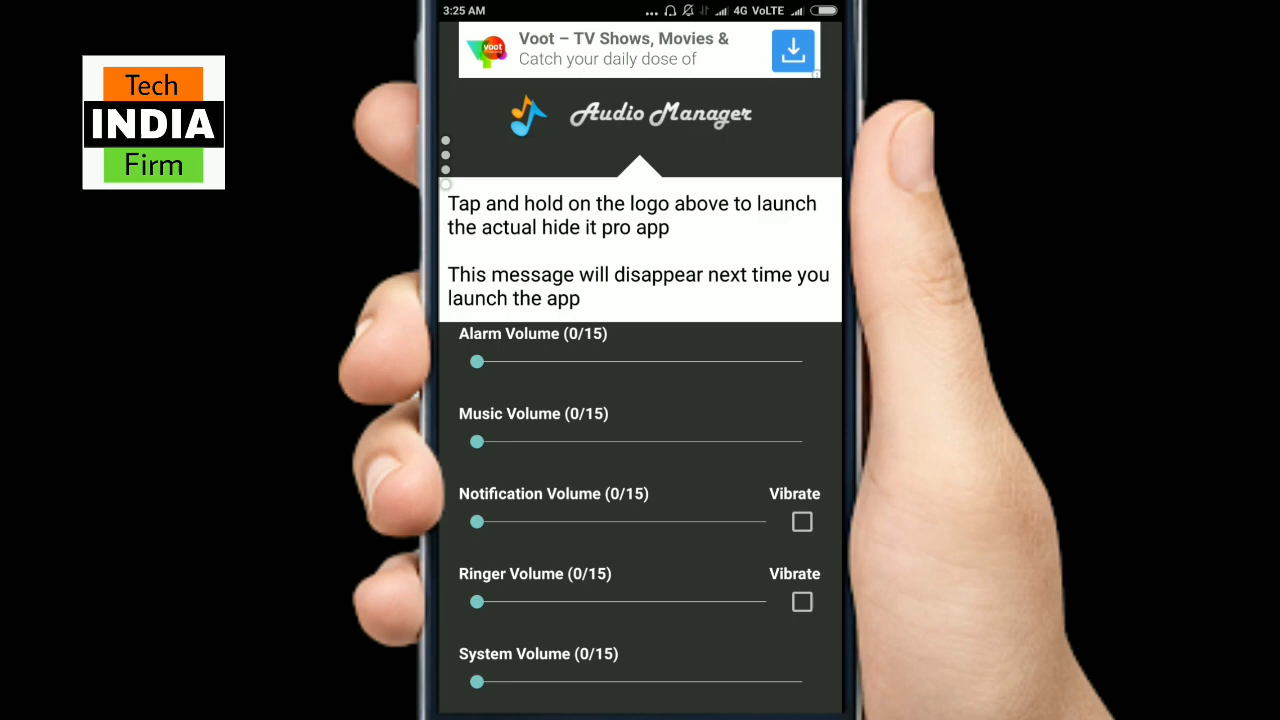 Tech
INDIA
Firm
3:25 AM
4G VoLTE
voot
Voot – TV Shows, Movies &
Catch your daily dose of
Audio Manager
Tap and hold on the logo above to launch
the actual hide it pro app
This message will disappear next time you
launch the app
Alarm Volume (0/15)
Music Volume (0/15)
Notification Volume (0/15)
Vibrate
Ringer Volume (0/15)
Vibrate
System Volume (0/15)